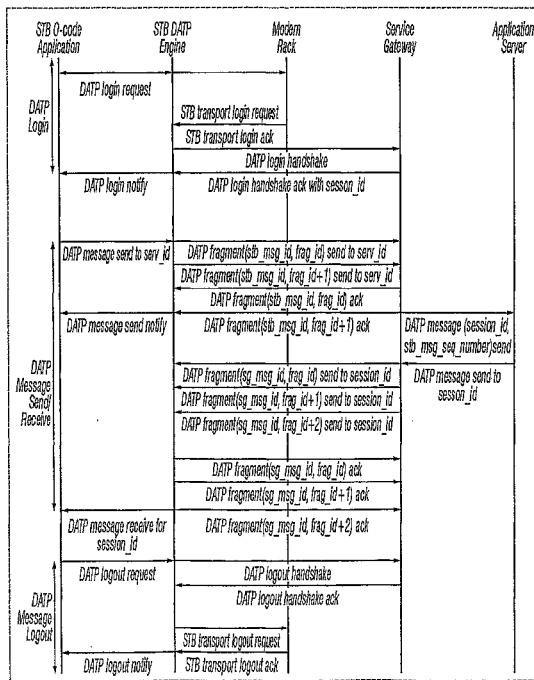 STB O-code
Application
STB DATP
Engine
Modem
Rack
Service
Gateway
Application
Server
DATP
Login
DATP login request
STB transport login request
STB transport login ack
DATP login handshake
DATP login notify
DATP login handshake ack with sesson_id
DATP
Message
Send/
Receive
DATP message send to serv_id
DATP fragment(stb_msg_id, frag_id) send to serv_id
DATP fragment(stb_msg_id, frag_id+1) send to serv_id
DATP fragment(stb_msg_id, frag_id) ack
DATP message send notify
DATP fragment(stb_msg_id, frag_id+1) ack
DATP message (session_id,
stb_msg_seq_number)send
DATP fragment(sg_msg_id, frag_id) send to session_id
DATP message send to
sesson_id
DATP fragment(sg_msg_id, frag_id+1) send to session_id
DATP fragment(sg_msg_id, frag_id+2) send to session_id
DATP fragment(sg_msg_id, frag_id) ack
DATP fragment(sg_msg_id, frag_id+1) ack
DATP message receive for
session_id
DATP fragment(sg_msg_id, frag_id+2) ack
DATP
Message
Logout
DATP logout request
DATP logout handshake
DATP logout handshake ack
STB transport logout request
DATP logout notify
STB transport logout ack